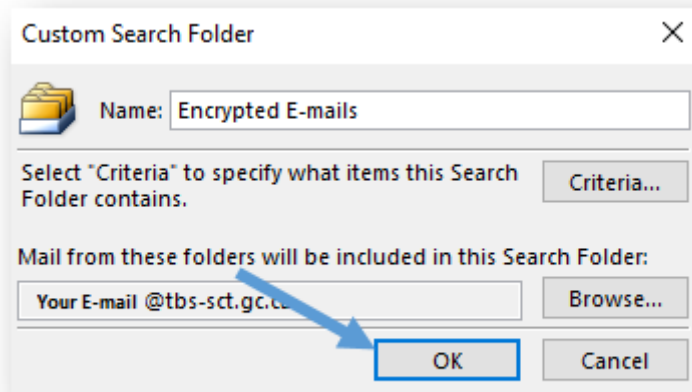 Custom Search Folder
Name: Encrypted E-mails
Select "Criteria" to specify what items this Search
Folder contains.
Criteria...
Mail from these folders will be included in this Search Folder:
Your E-mail @tbs-sct.gc.ca
Browse...
OK
Cancel